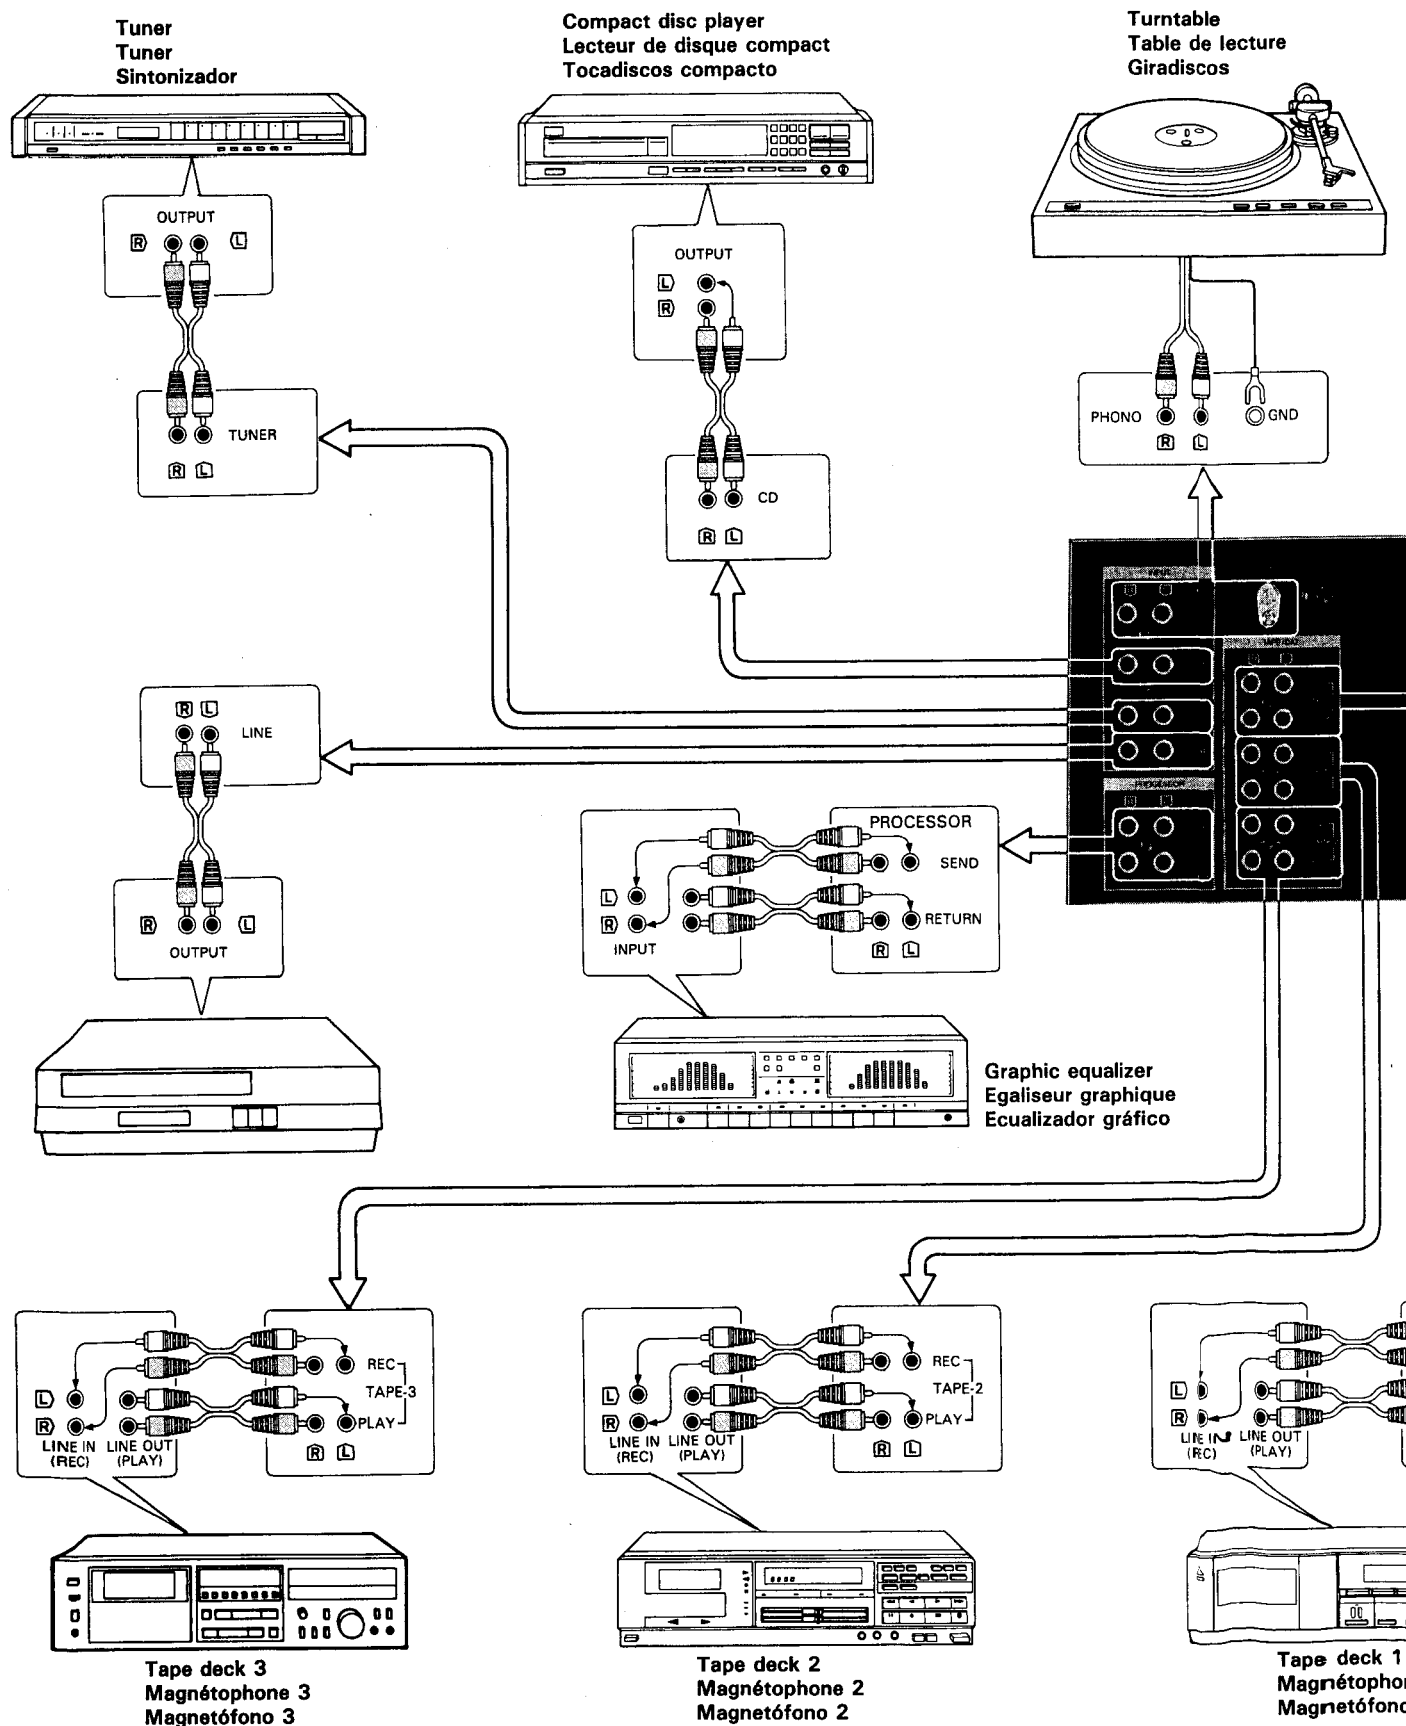 Tuner
Tuner
Sintonizador
Compact disc player
Lecteur de disque compact
Tocadiscos compacto
Turntable
Table de lecture
Giradiscos
OUTPUT
R L
TUNER
R L
OUTPUT
L
R
CD
R L
PHONO
GND
R L
R L
LINE
R L
OUTPUT
PROCESSOR
SEND
RETURN
L
R
INPUT
R L
Graphic equalizer
Egaliseur graphique
Ecualizador gráfico
REC
TAPE-3
PLAY
L
R
LINE IN
(REC)
LINE OUT
(PLAY)
R L
Tape deck 3
Magnétophone 3
Magnetófono 3
REC
TAPE-2
PLAY
L
R
LINE IN
(REC)
LINE OUT
(PLAY)
R L
Tape deck 2
Magnétophone 2
Magnetófono 2
L
R
LINE IN
(REC)
LINE OUT
(PLAY)
Tape deck 1
Magnétophon
Magnetófono